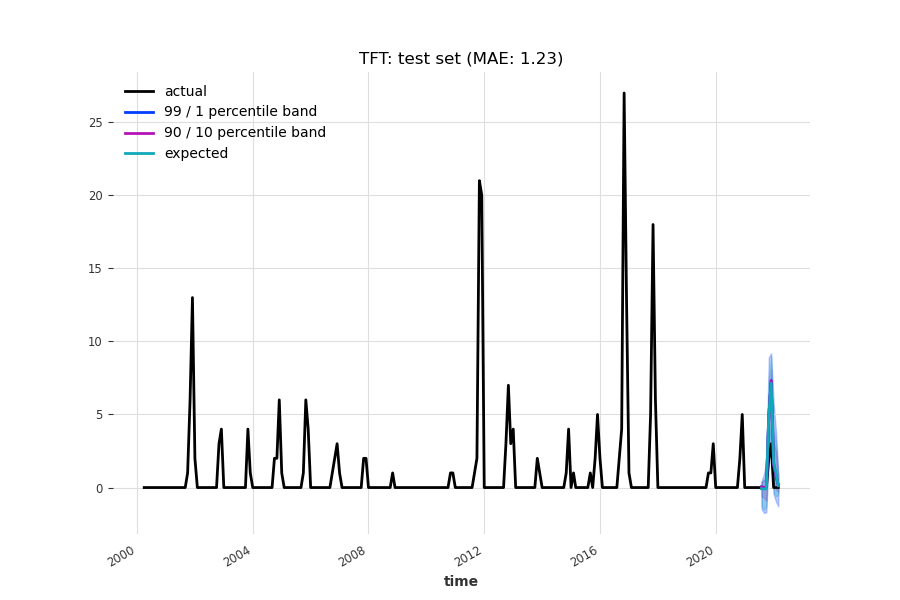 TFT: test set (MAE: 1.23)
actual
99 / 1 percentile band
90 / 10 percentile band
expected
25
20
15
10
5
0
2000
2004
2008
2012
2016
2020
time